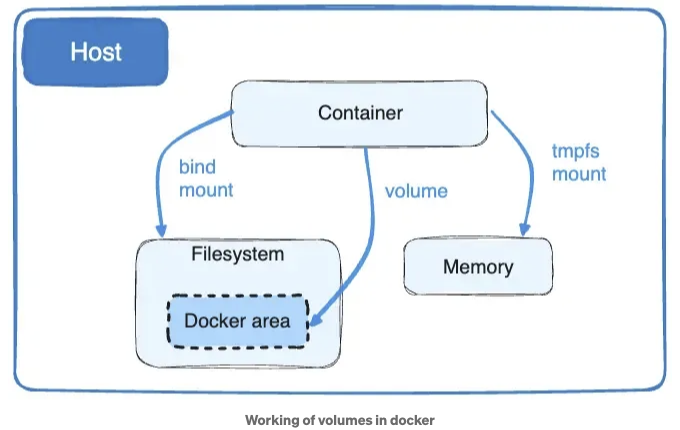 Host
Container
bind
mount
volume
tmpfs
mount
Filesystem
Docker area
Memory
Working of volumes in docker